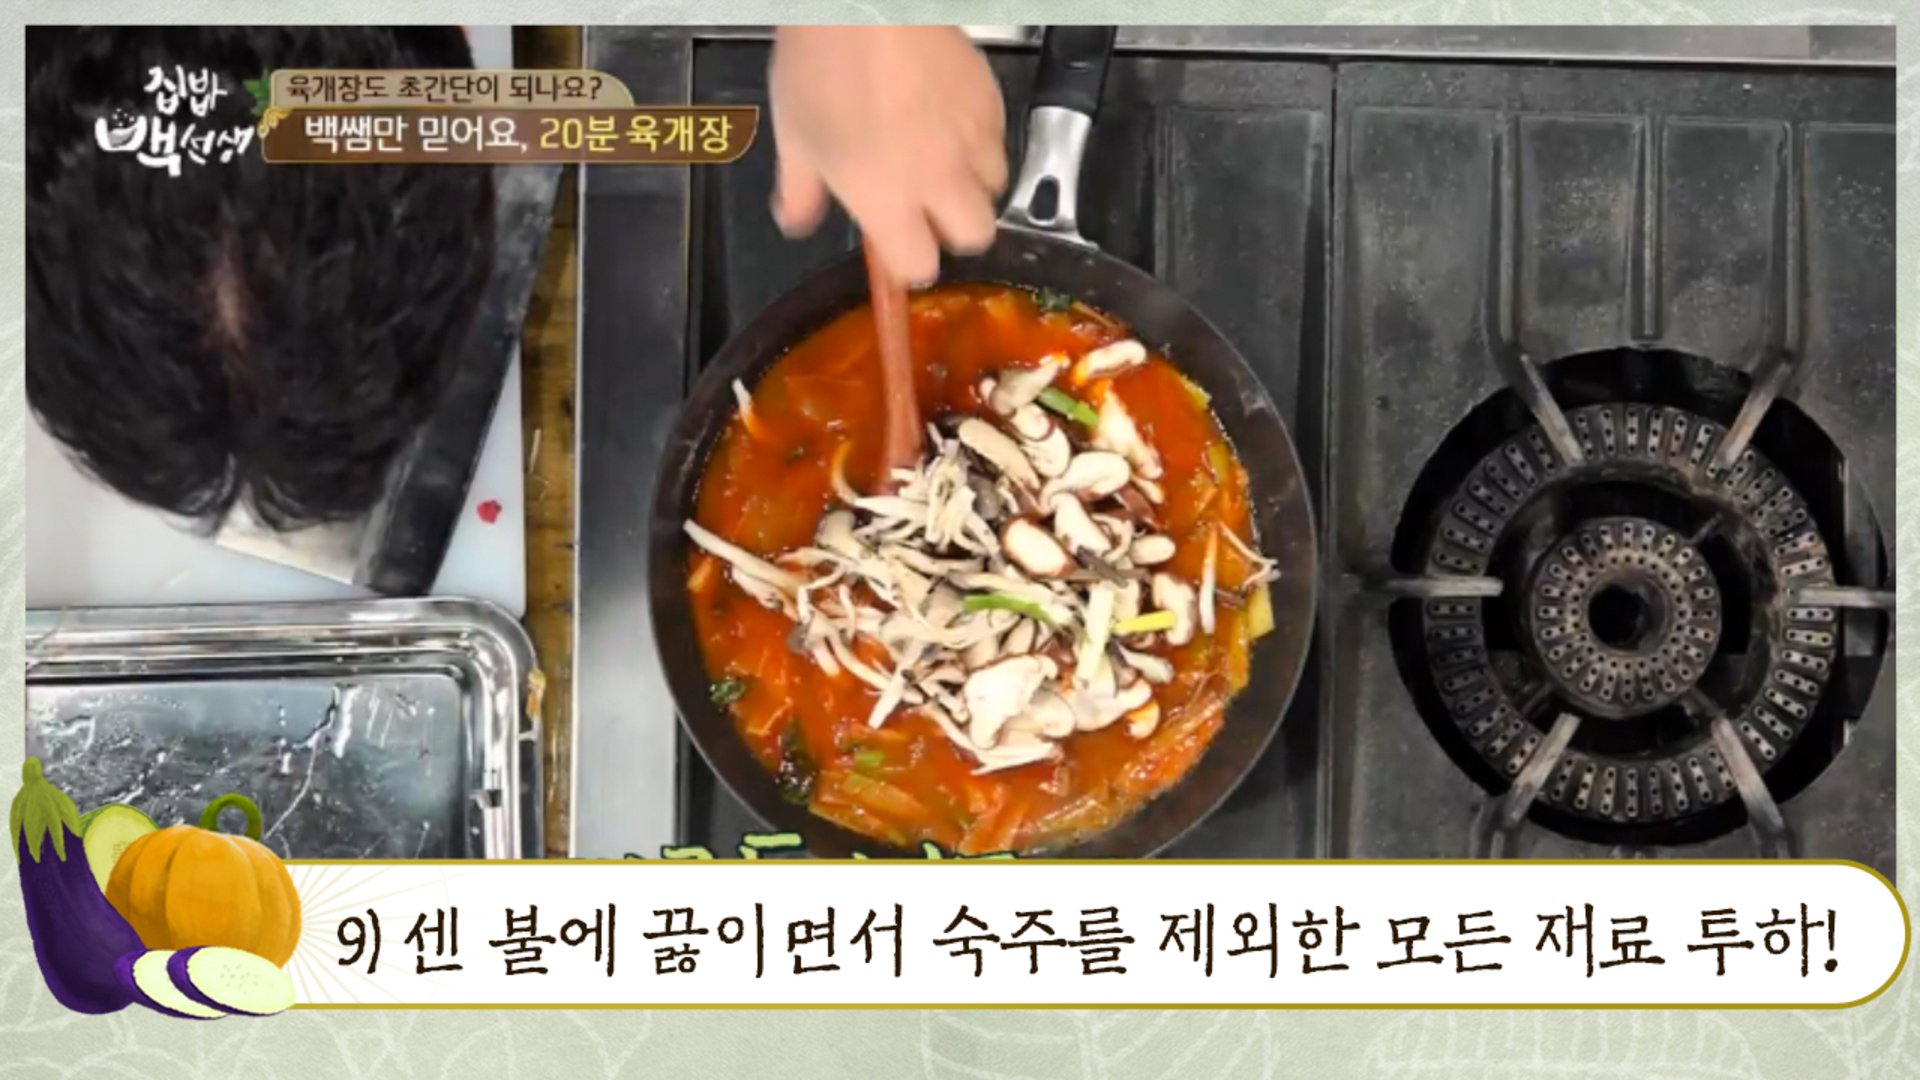 집밥
백선생
육개장도 초간단이 되나요?
백쌤만 믿어요, 20분 육개장
9) 센 불에 끓이면서 숙주를 제외한 모든 재료 투하!